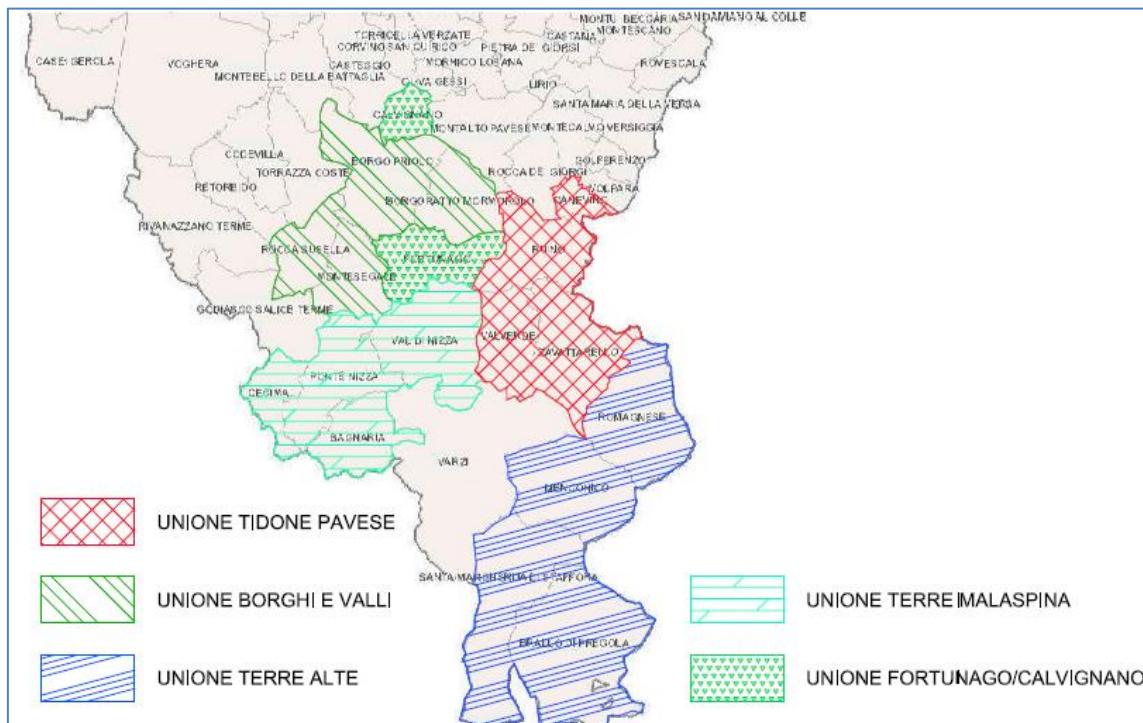 MONTU' BECCARIA
SAN DAMIANO AL COLLE
TORRICELLA VERZATE
CASTANA
MONTESCANO
CORVINO SAN QUIRICO
PIETRA DE' GIORGI
CASEI GEROLA
VOGHERA
CASTEGGIO
MORNICO LOSANA
ROVESCALA
MONTEBELLO DELLA BATTAGLIA
OLIVA GESSI
LIRIO
SANTA MARIA DELLA VERSA
CALVIGNANO
MONTALTO PAVESE
MONTECALVO VERSIGGIA
CODEVILLA
BORGO PRIOLO
GOLFERENZO
TORRAZZA COSTE
ROCCA DE' GIORGI
RETORBIDO
VOLPARA
BORGORATTO MORMOROLO
CANEVINO
RIVANAZZANO TERME
ROCCA SUSELLA
RUINO
FORTUNAGO
MONTESEGALE
GODIASCO SALICE TERME
VAL DI NIZZA
VALVERDE
ZAVATTARELLO
PONTE NIZZA
CECIMA
ROMAGNESE
BAGNARIA
VARZI
MENCONICO
SANTA MARGHERITA DI STAFFORA
BRALLO DI PREGOLA
UNIONE TIDONE PAVESE
UNIONE BORGHI E VALLI
UNIONE TERRE ALTE
UNIONE TERRE MALASPINA
UNIONE FORTUNAGO/CALVIGNANO